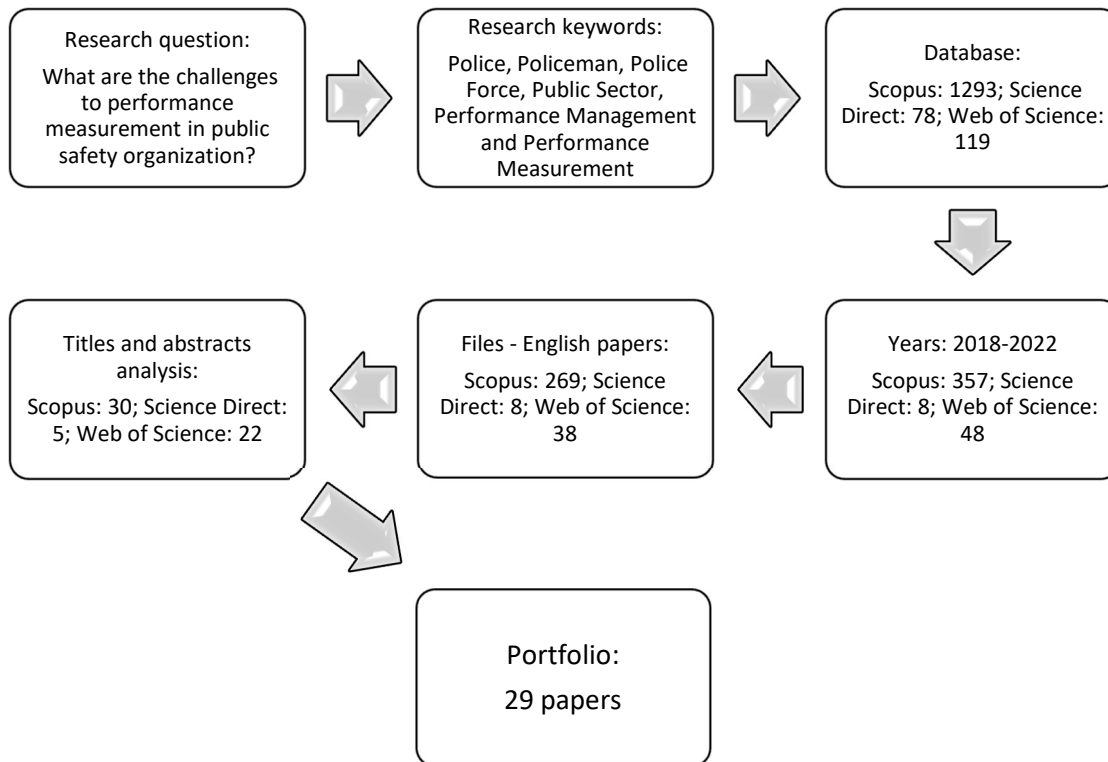 Research question:
What are the challenges
to performance
measurement in public
safety organization?
Research keywords:
Police, Policeman, Police
Force, Public Sector,
Performance Management
and Performance
Measurement
Database:
Scopus: 1293; Science
Direct: 78; Web of Science:
119
Years: 2018-2022
Scopus: 357; Science
Direct: 8; Web of Science:
48
Files - English papers:
Scopus: 269; Science
Direct: 8; Web of Science:
38
Titles and abstracts
analysis:
Scopus: 30; Science Direct:
5; Web of Science: 22
Portfolio:
29 papers